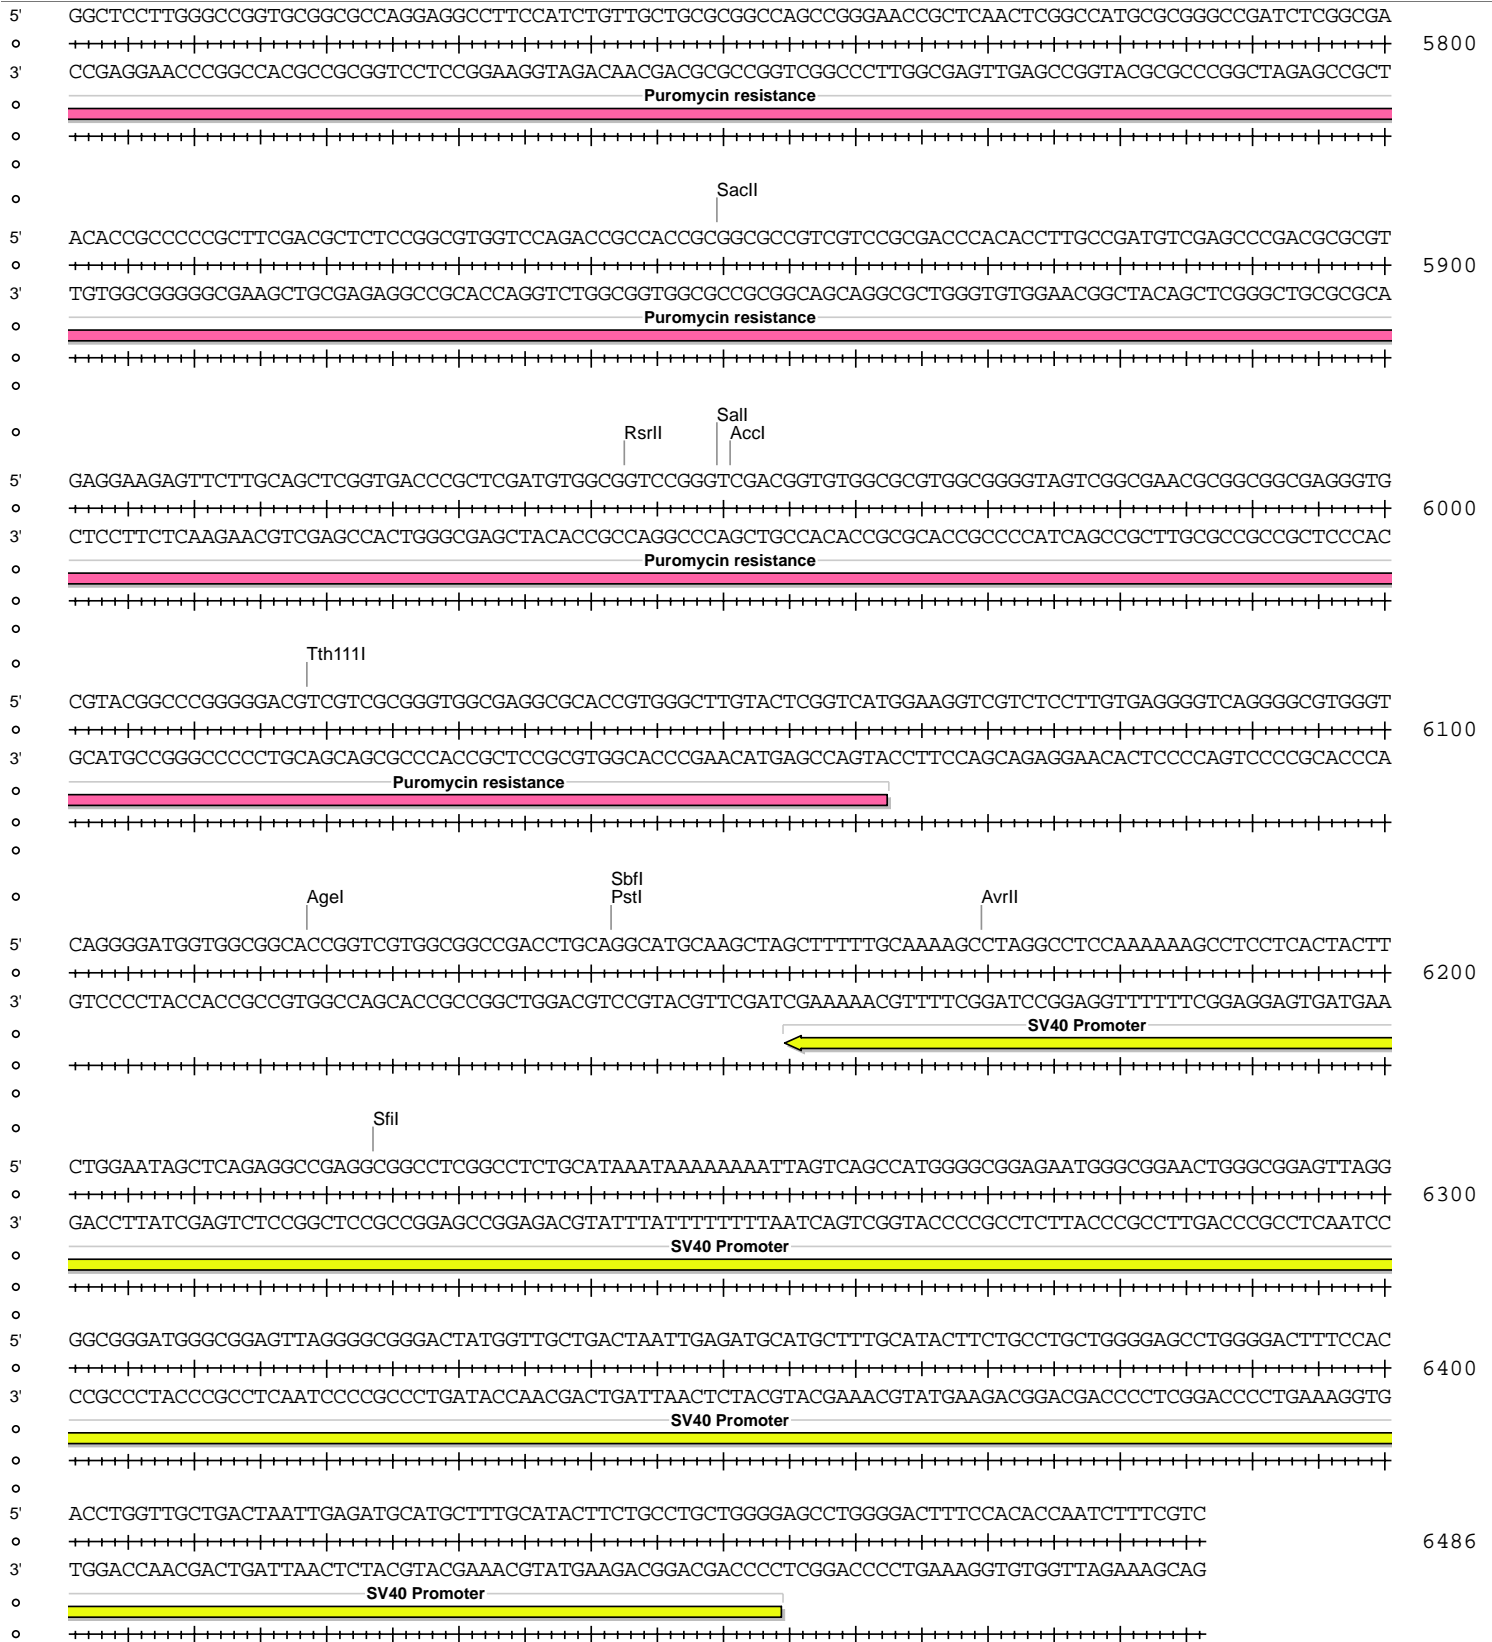 5' GGCTCCTTGGGCCGGTGCGGCGCCAGGAGGCCTTCCATCTGTTGCTGCGCGGCCAGCCGGGAACCGCTCAACTCGGCCATGCGCGGGCCGATCTCGGCGA
5800
3' CCGAGGAACCCGGCCACGCCGCGGTCCTCCGGAAGGTAGACAACGACGCGCCGGTCGGCCCTTGGCGAGTTGAGCCGGTACGCGCCCGGCTAGAGCCGCT
Puromycin resistance
SacII
5' ACACCGCCCCCGCTTCGACGCTCTCCGGCGTGGTCCAGACCGCCACCGCGGCGCCGTCGTCCGCGACCCACACCTTGCCGATGTCGAGCCCGACGCGCGT
5900
3' TGTGGCGGGGGCGAAGCTGCGAGAGGCCGCACCAGGTCTGGCGGTGGCGCCGCGGCAGCAGGCGCTGGGTGTGGAACGGCTACAGCTCGGGCTGCGCGCA
Puromycin resistance
SalI
RsrII AccI
5' GAGGAAGAGTTCTTGCAGCTCGGTGACCCGCTCGATGTGGCGGTCCGGGTCGACGGTGTGGCGCGTGGCGGGGTAGTCGGCGAACGCGGCGGCGAGGGTG
6000
3' CTCCTTCTCAAGAACGTCGAGCCACTGGGCGAGCTACACCGCCAGGCCCAGCTGCCACACCGCGCACCGCCCCATCAGCCGCTTGCGCCGCCGCTCCCAC
Puromycin resistance
Tth111I
5' CGTACGGCCCGGGGGACGTCGTCGCGGGTGGCGAGGCGCACCGTGGGCTTGTACTCGGTCATGGAAGGTCGTCTCCTTGTGAGGGGTCAGGGGCGTGGGT
6100
3' GCATGCCGGGCCCCCTGCAGCAGCGCCCACCGCTCCGCGTGGCACCCGAACATGAGCCAGTACCTTCCAGCAGAGGAACACTCCCCAGTCCCCGCACCCA
Puromycin resistance
SbfI
AgeI PstI AvrII
5' CAGGGGATGGTGGCGGCACCGGTCGTGGCGGCCGACCTGCAGGCATGCAAGCTAGCTTTTTGCAAAAGCCTAGGCCTCCAAAAAAGCCTCCTCACTACTT
6200
3' GTCCCCTACCACCGCCGTGGCCAGCACCGCCGGCTGGACGTCCGTACGTTCGATCGAAAAACGTTTTCGGATCCGGAGGTTTTTTCGGAGGAGTGATGAA
SV40 Promoter
SfiI
5' CTGGAATAGCTCAGAGGCCGAGGCGGCCTCGGCCTCTGCATAAATAAAAAAAATTAGTCAGCCATGGGGCGGAGAATGGGCGGAACTGGGCGGAGTTAGG
6300
3' GACCTTATCGAGTCTCCGGCTCCGCCGGAGCCGGAGACGTATTTATTTTTTTTAATCAGTCGGTACCCCGCCTCTTACCCGCCTTGACCCGCCTCAATCC
SV40 Promoter
5' GGCGGGATGGGCGGAGTTAGGGGCGGGACTATGGTTGCTGACTAATTGAGATGCATGCTTTGCATACTTCTGCCTGCTGGGGAGCCTGGGGACTTTCCAC
6400
3' CCGCCCTACCCGCCTCAATCCCCGCCCTGATACCAACGACTGATTAACTCTACGTACGAAACGTATGAAGACGGACGACCCCTCGGACCCCTGAAAGGTG
SV40 Promoter
5' ACCTGGTTGCTGACTAATTGAGATGCATGCTTTGCATACTTCTGCCTGCTGGGGAGCCTGGGGACTTTCCACACCAATCTTTCGTC
6486
3' TGGACCAACGACTGATTAACTCTACGTACGAAACGTATGAAGACGGACGACCCCTCGGACCCCTGAAAGGTGTGGTTAGAAAGCAG
SV40 Promoter